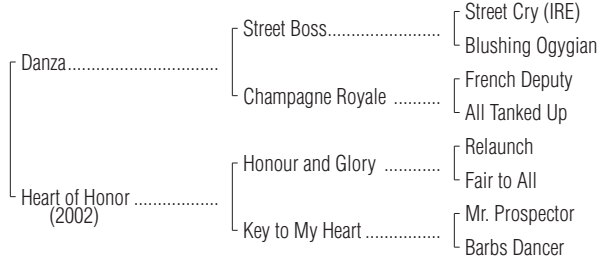 Street Cry (IRE)
Street Boss.......................
Blushing Ogygian
Danza...............................
French Deputy
Champagne Royale ..........
All Tanked Up
Relaunch
Honour and Glory ............
Fair to All
Heart of Honor ..................
(2002)
Mr. Prospector
Key to My Heart ................
Barbs Dancer